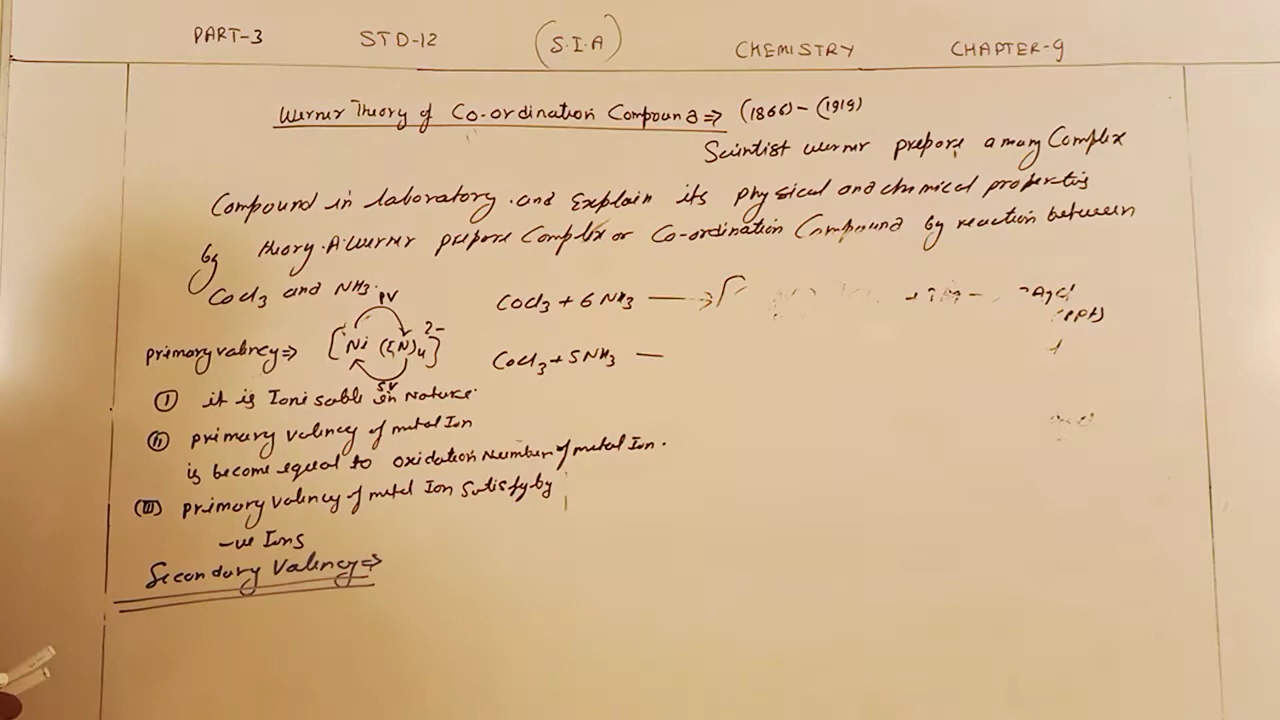 PART-3 STD-12 (S.I.A) CHEMISTRY CHAPTER-9
Werner Theory of Co-ordination Compound ⇒ (1866) - (1919)
Scientist werner prepare a many Complex
Compound in laboratory. and Explain its physical and chemical properties
by theory. A. Werner prepare Complex or Co-ordination Compound by reaction between
CoCl3 and NH3.
PV
CoCl3 + 6 NH3 ⟶ [
AgCl
(PPt)
primary valency ⇒ [Ni (CN)4]2-
SV
CoCl3 + 5NH3 —
(I) it is Ionisable in Nature.
(II) primary valency of metal Ion
is become equal to oxidation Number of metal Ion.
(III) primary valency of metal Ion Satisfy by
-ve Ions
Secondary Valency ⇒